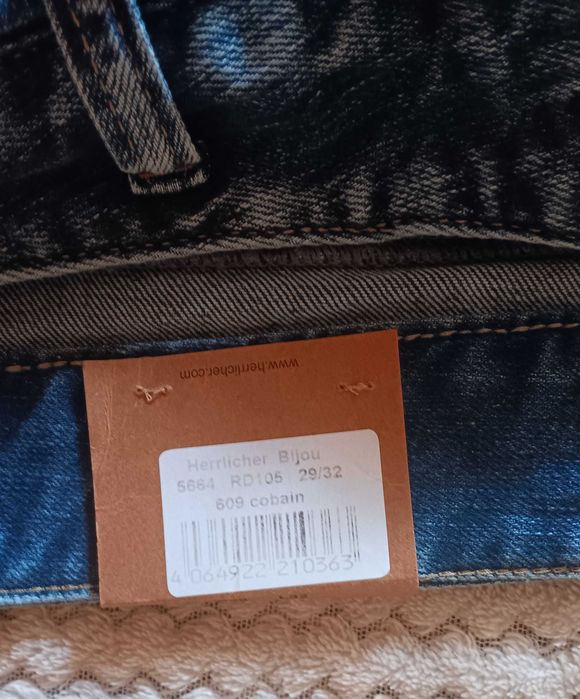 www.herrlicher.com
Herrlicher Bijou
5664 RD105 29/32
609 cobain
4 064922 210363